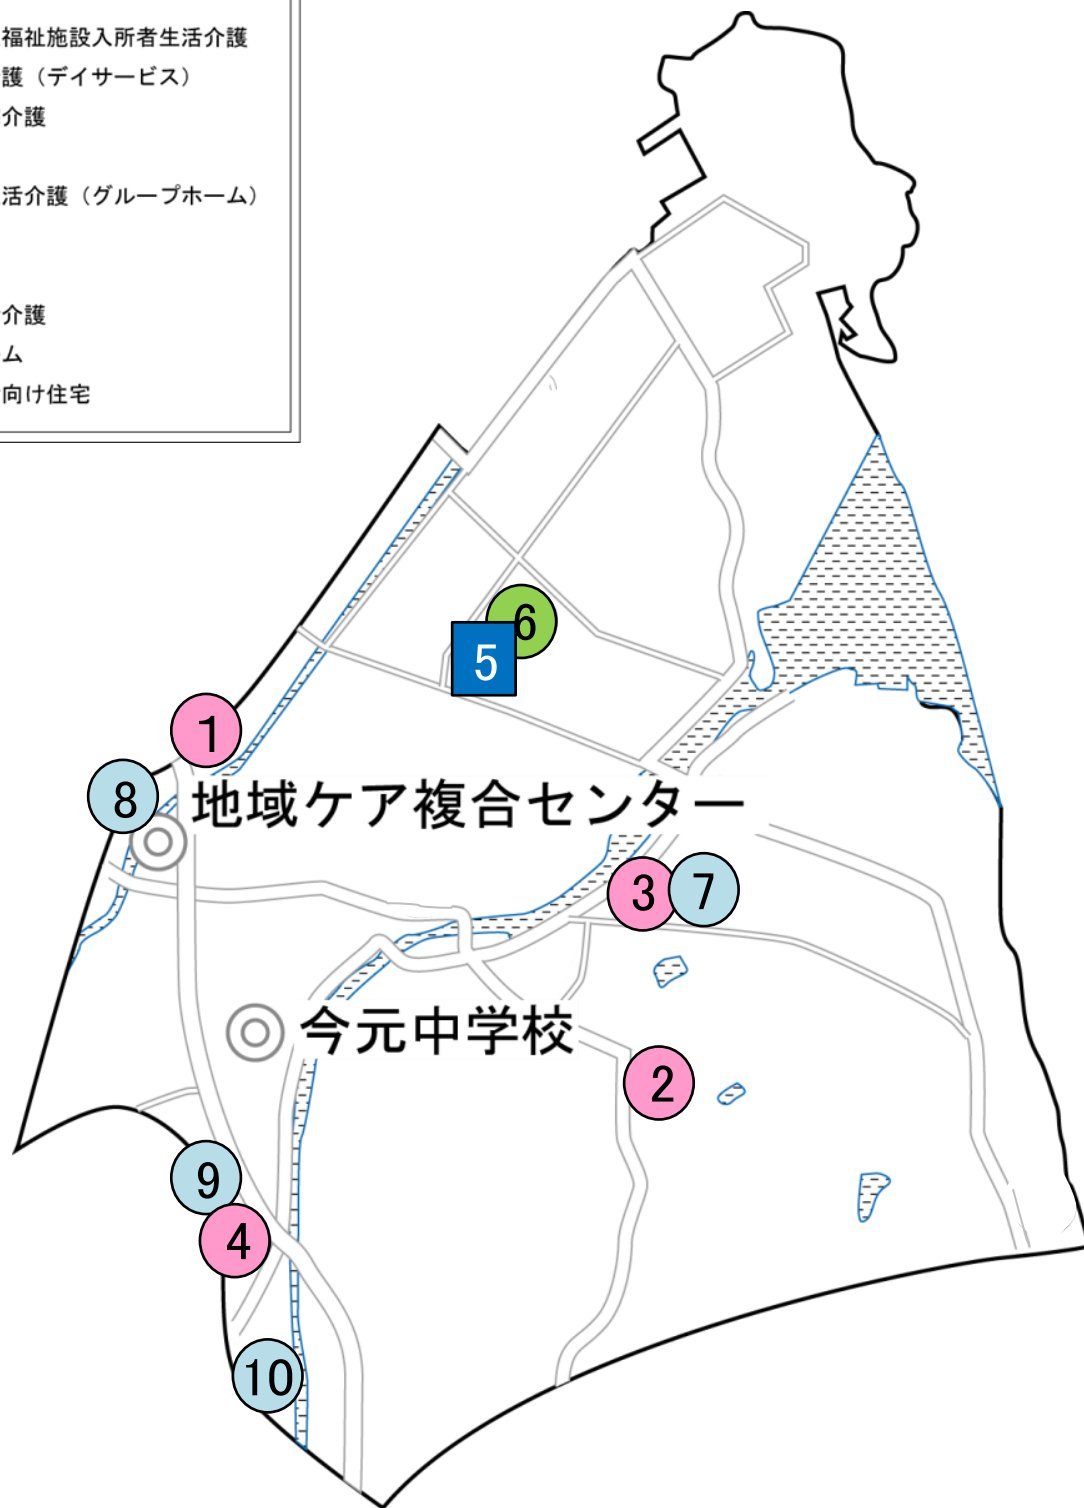 福祉施設入所者生活介護
護（デイサービス）
介護
活介護（グループホーム）
介護
ム
向け住宅
6
5
1
8
地域ケア複合センター
3
7
今元中学校
2
9
4
10